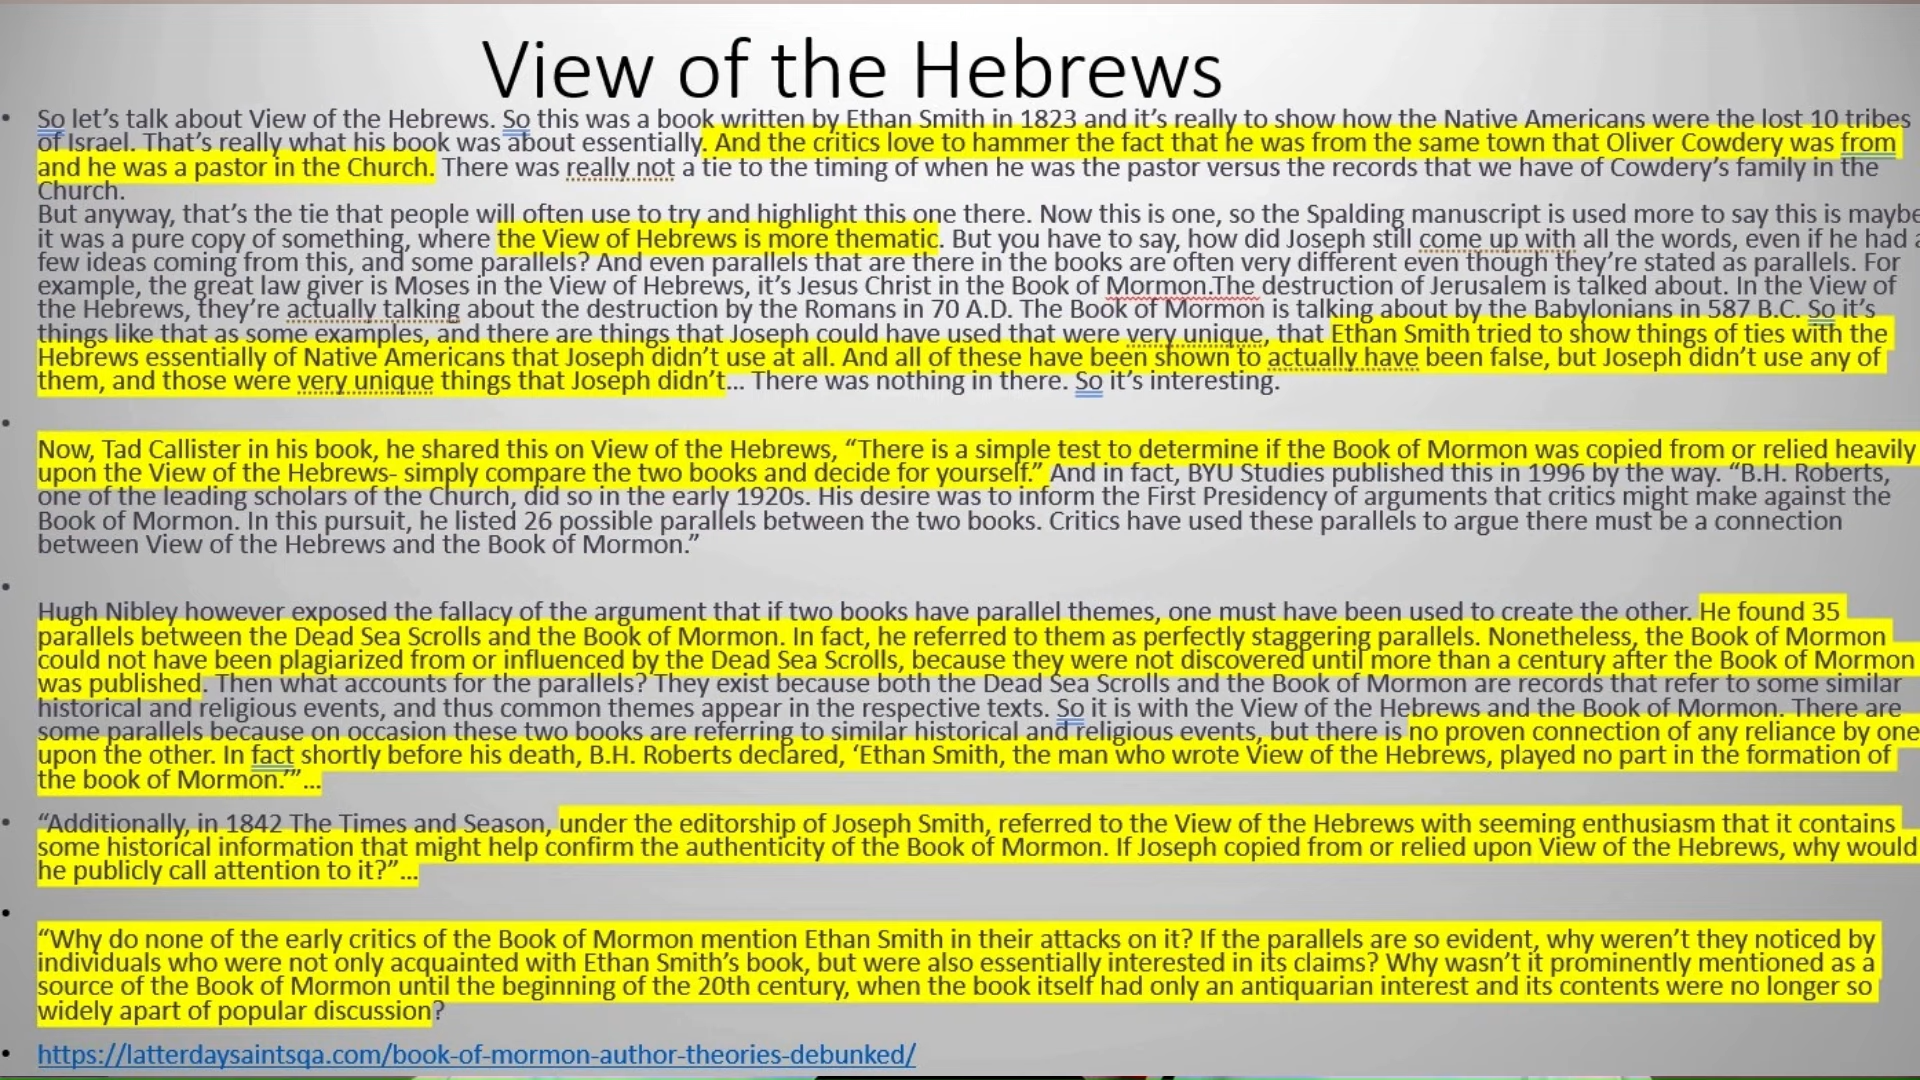 View of the Hebrews
• So let’s talk about View of the Hebrews. So this was a book written by Ethan Smith in 1823 and it’s really to show how the Native Americans were the lost 10 tribes
of Israel. That’s really what his book was about essentially. And the critics love to hammer the fact that he was from the same town that Oliver Cowdery was from
and he was a pastor in the Church. There was really not a tie to the timing of when he was the pastor versus the records that we have of Cowdery’s family in the
Church.
But anyway, that’s the tie that people will often use to try and highlight this one there. Now this is one, so the Spalding manuscript is used more to say this is maybe
it was a pure copy of something, where the View of Hebrews is more thematic. But you have to say, how did Joseph still come up with all the words, even if he had a
few ideas coming from this, and some parallels? And even parallels that are there in the books are often very different even though they’re stated as parallels. For
example, the great law giver is Moses in the View of Hebrews, it’s Jesus Christ in the Book of Mormon.The destruction of Jerusalem is talked about. In the View of
the Hebrews, they’re actually talking about the destruction by the Romans in 70 A.D. The Book of Mormon is talking about by the Babylonians in 587 B.C. So it’s
things like that as some examples, and there are things that Joseph could have used that were very unique, that Ethan Smith tried to show things of ties with the
Hebrews essentially of Native Americans that Joseph didn’t use at all. And all of these have been shown to actually have been false, but Joseph didn’t use any of
them, and those were very unique things that Joseph didn’t… There was nothing in there. So it’s interesting.
•
Now, Tad Callister in his book, he shared this on View of the Hebrews, “There is a simple test to determine if the Book of Mormon was copied from or relied heavily
upon the View of the Hebrews- simply compare the two books and decide for yourself.” And in fact, BYU Studies published this in 1996 by the way. “B.H. Roberts,
one of the leading scholars of the Church, did so in the early 1920s. His desire was to inform the First Presidency of arguments that critics might make against the
Book of Mormon. In this pursuit, he listed 26 possible parallels between the two books. Critics have used these parallels to argue there must be a connection
between View of the Hebrews and the Book of Mormon.”
•
Hugh Nibley however exposed the fallacy of the argument that if two books have parallel themes, one must have been used to create the other. He found 35
parallels between the Dead Sea Scrolls and the Book of Mormon. In fact, he referred to them as perfectly staggering parallels. Nonetheless, the Book of Mormon
could not have been plagiarized from or influenced by the Dead Sea Scrolls, because they were not discovered until more than a century after the Book of Mormon
was published. Then what accounts for the parallels? They exist because both the Dead Sea Scrolls and the Book of Mormon are records that refer to some similar
historical and religious events, and thus common themes appear in the respective texts. So it is with the View of the Hebrews and the Book of Mormon. There are
some parallels because on occasion these two books are referring to similar historical and religious events, but there is no proven connection of any reliance by one
upon the other. In fact shortly before his death, B.H. Roberts declared, ‘Ethan Smith, the man who wrote View of the Hebrews, played no part in the formation of
the book of Mormon.’”…
• “Additionally, in 1842 The Times and Season, under the editorship of Joseph Smith, referred to the View of the Hebrews with seeming enthusiasm that it contains
some historical information that might help confirm the authenticity of the Book of Mormon. If Joseph copied from or relied upon View of the Hebrews, why would
he publicly call attention to it?”…
•
“Why do none of the early critics of the Book of Mormon mention Ethan Smith in their attacks on it? If the parallels are so evident, why weren’t they noticed by
individuals who were not only acquainted with Ethan Smith’s book, but were also essentially interested in its claims? Why wasn’t it prominently mentioned as a
source of the Book of Mormon until the beginning of the 20th century, when the book itself had only an antiquarian interest and its contents were no longer so
widely apart of popular discussion?
• https://latterdaysaintsqa.com/book-of-mormon-author-theories-debunked/